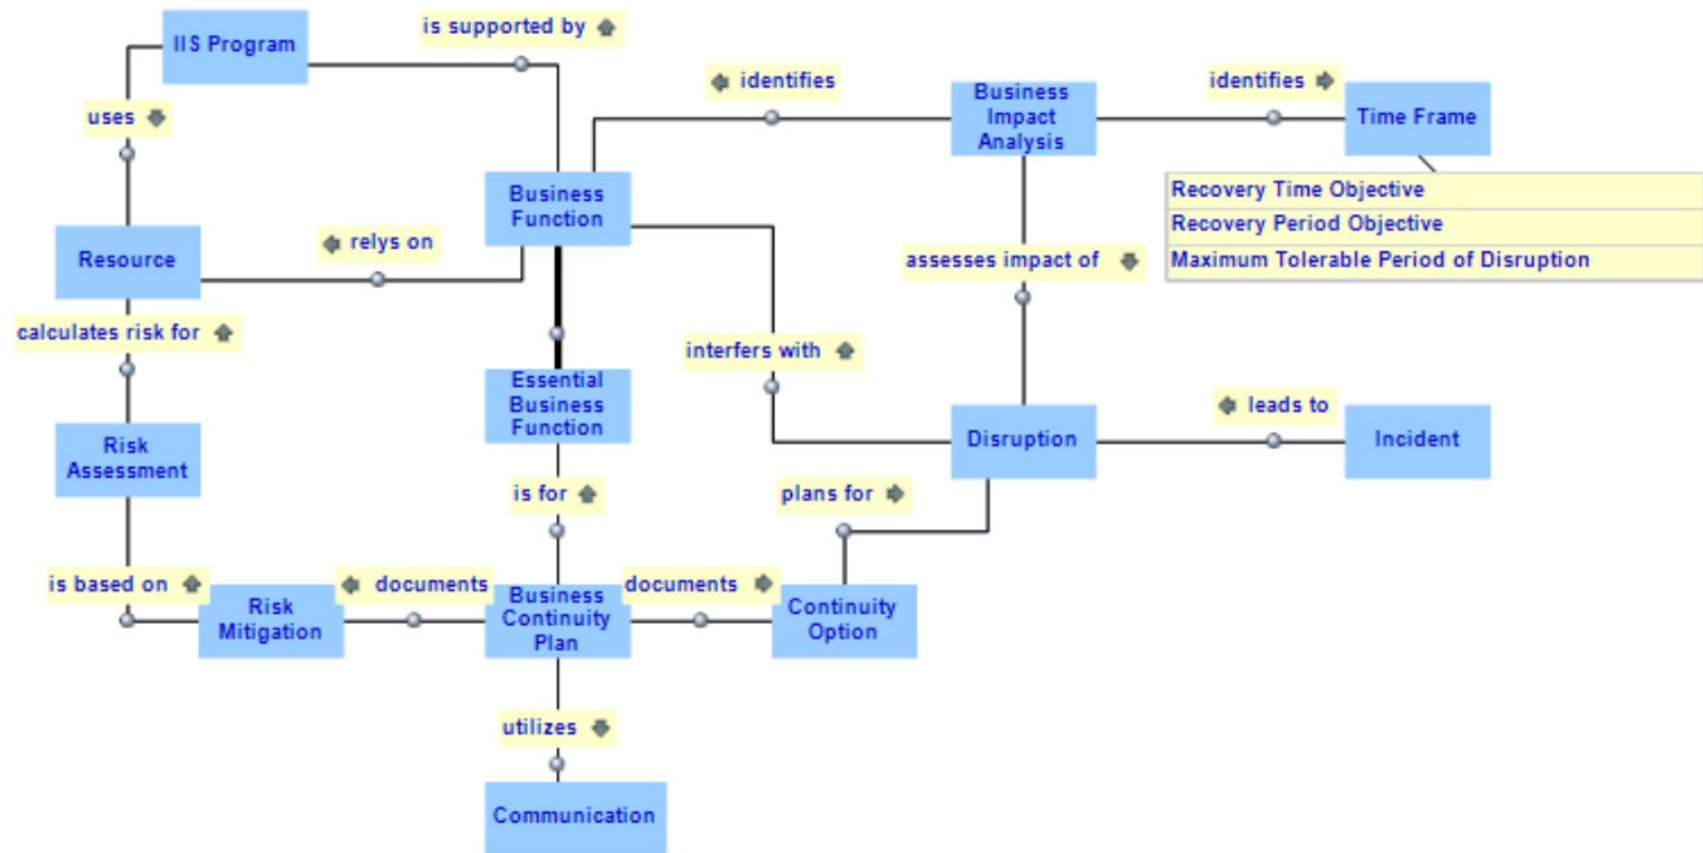 IIS Program
is supported by
identifies
identifies
Business
Impact
Analysis
Time Frame
uses
Recovery Time Objective
Recovery Period Objective
Maximum Tolerable Period of Disruption
Business
Function
Resource
relys on
assesses impact of
calculates risk for
interfers with
Essential
Business
Function
leads to
Risk
Assessment
Disruption
Incident
is for
plans for
is based on
documents
documents
Risk
Mitigation
Business
Continuity
Plan
Continuity
Option
utilizes
Communication